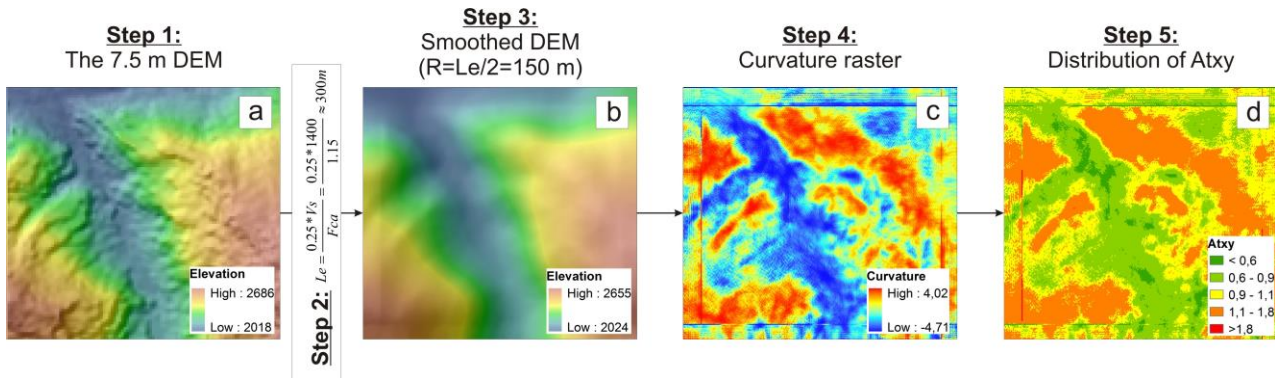 Step 1:
The 7.5 m DEM
a
Elevation
High : 2686
Low : 2018
Step 2: Le = 0.25*Vs / Fca = 0.25*1400 / 1.15 ≈ 300m
Step 3:
Smoothed DEM
(R=Le/2=150 m)
b
Elevation
High : 2655
Low : 2024
Step 4:
Curvature raster
c
Curvature
High : 4,02
Low : -4,71
Step 5:
Distribution of Atxy
d
Atxy
< 0,6
0,6 - 0,9
0,9 - 1,1
1,1 - 1,8
>1,8